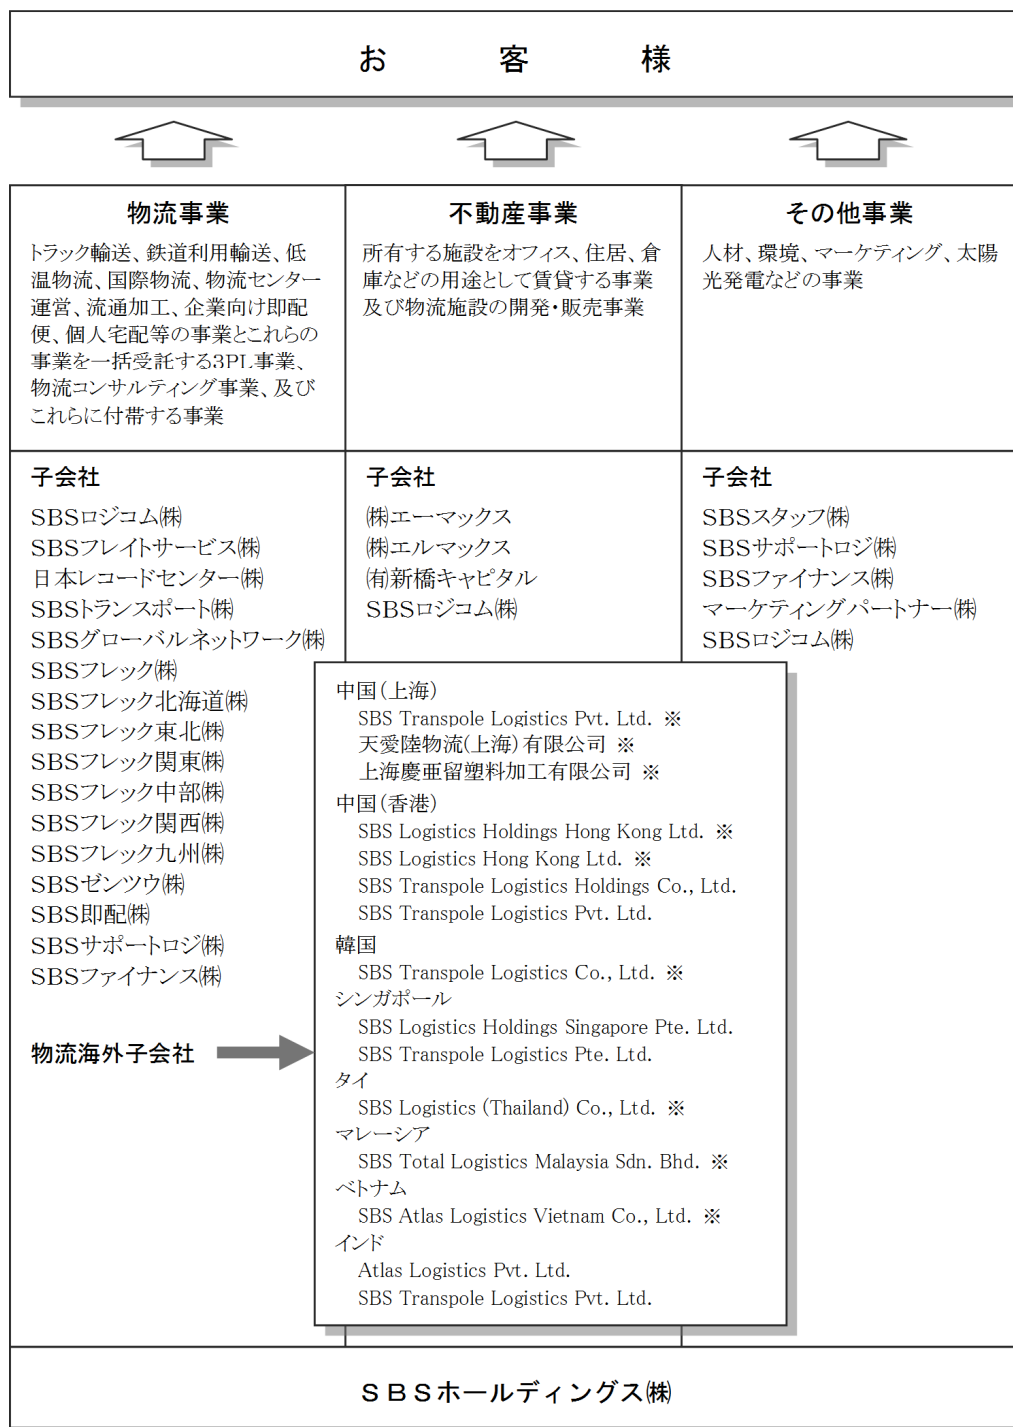 お客様
物流事業
トラック輸送、鉄道利用輸送、低
温物流、国際物流、物流センター
運営、流通加工、企業向け即配
便、個人宅配等の事業とこれらの
事業を一括受託する3PL事業、
物流コンサルティング事業、及び
これらに付帯する事業
不動産事業
所有する施設をオフィス、住居、倉
庫などの用途として賃貸する事業
及び物流施設の開発・販売事業
その他事業
人材、環境、マーケティング、太陽
光発電などの事業
子会社
SBSロジコム㈱
SBSフレイトサービス㈱
日本レコードセンター㈱
SBSトランスポート㈱
SBSグローバルネットワーク㈱
SBSフレック㈱
SBSフレック北海道㈱
SBSフレック東北㈱
SBSフレック関東㈱
SBSフレック中部㈱
SBSフレック関西㈱
SBSフレック九州㈱
SBSゼンツウ㈱
SBS即配㈱
SBSサポートロジ㈱
SBSファイナンス㈱
物流海外子会社
子会社
㈱エーマックス
㈱エルマックス
㈲新橋キャピタル
SBSロジコム㈱
子会社
SBSスタッフ㈱
SBSサポートロジ㈱
SBSファイナンス㈱
マーケティングパートナー㈱
SBSロジコム㈱
中国（上海）
SBS Transpole Logistics Pvt. Ltd. ※
天愛陸物流(上海)有限公司 ※
上海慶亜留塑料加工有限公司 ※
中国（香港）
SBS Logistics Holdings Hong Kong Ltd. ※
SBS Logistics Hong Kong Ltd. ※
SBS Transpole Logistics Holdings Co., Ltd.
SBS Transpole Logistics Pvt. Ltd.
韓国
SBS Transpole Logistics Co., Ltd. ※
シンガポール
SBS Logistics Holdings Singapore Pte. Ltd.
SBS Transpole Logistics Pte. Ltd.
タイ
SBS Logistics (Thailand) Co., Ltd. ※
マレーシア
SBS Total Logistics Malaysia Sdn. Bhd. ※
ベトナム
SBS Atlas Logistics Vietnam Co., Ltd. ※
インド
Atlas Logistics Pvt. Ltd.
SBS Transpole Logistics Pvt. Ltd.
ＳＢＳホールディングス㈱